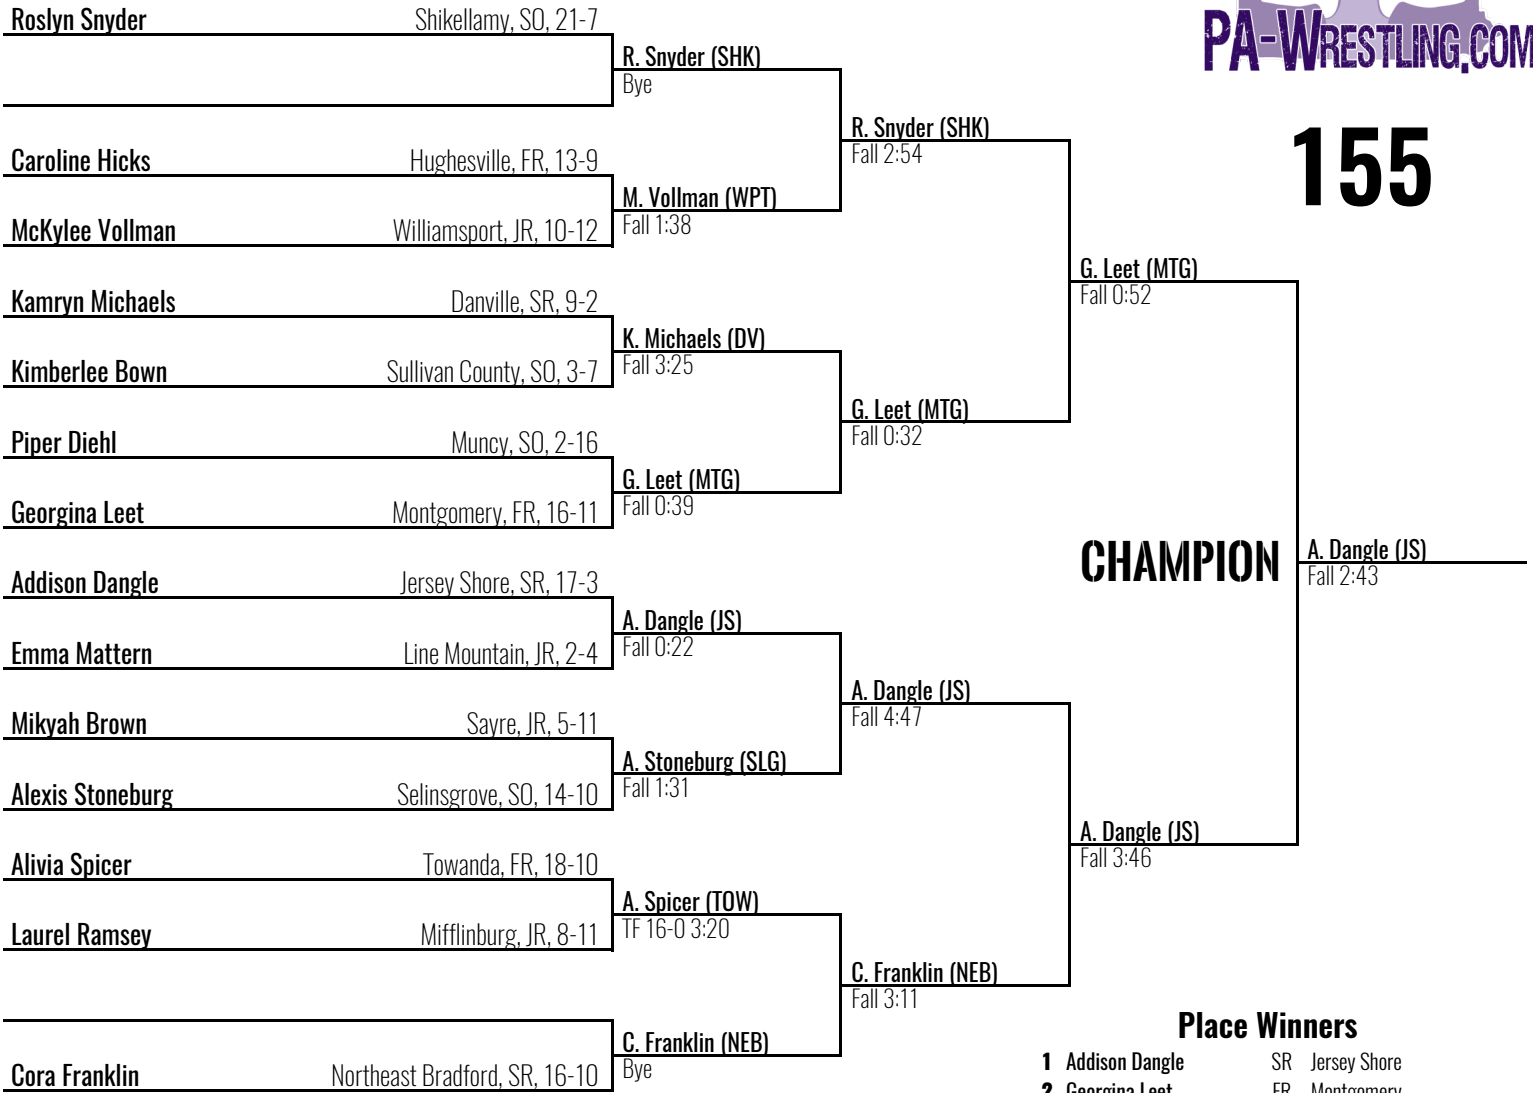 Roslyn Snyder Shikellamy, SO, 21-7
PA-WRESTLING.COM
R. Snyder (SHK)
Bye
R. Snyder (SHK)
Fall 2:54
155
Caroline Hicks Hughesville, FR, 13-9
M. Vollman (WPT)
Fall 1:38
McKylee Vollman Williamsport, JR, 10-12
G. Leet (MTG)
Fall 0:52
Kamryn Michaels Danville, SR, 9-2
K. Michaels (DV)
Fall 3:25
Kimberlee Bown Sullivan County, SO, 3-7
G. Leet (MTG)
Fall 0:32
Piper Diehl Muncy, SO, 2-16
G. Leet (MTG)
Fall 0:39
Georgina Leet Montgomery, FR, 16-11
CHAMPION
A. Dangle (JS)
Fall 2:43
Addison Dangle Jersey Shore, SR, 17-3
A. Dangle (JS)
Fall 0:22
Emma Mattern Line Mountain, JR, 2-4
A. Dangle (JS)
Fall 4:47
Mikyah Brown Sayre, JR, 5-11
A. Stoneburg (SLG)
Fall 1:31
Alexis Stoneburg Selinsgrove, SO, 14-10
A. Dangle (JS)
Fall 3:46
Alivia Spicer Towanda, FR, 18-10
A. Spicer (TOW)
TF 16-0 3:20
Laurel Ramsey Mifflinburg, JR, 8-11
C. Franklin (NEB)
Fall 3:11
C. Franklin (NEB)
Bye
Cora Franklin Northeast Bradford, SR, 16-10
Place Winners
1 Addison Dangle SR Jersey Shore
2 Georgina Leet FR Montgomery